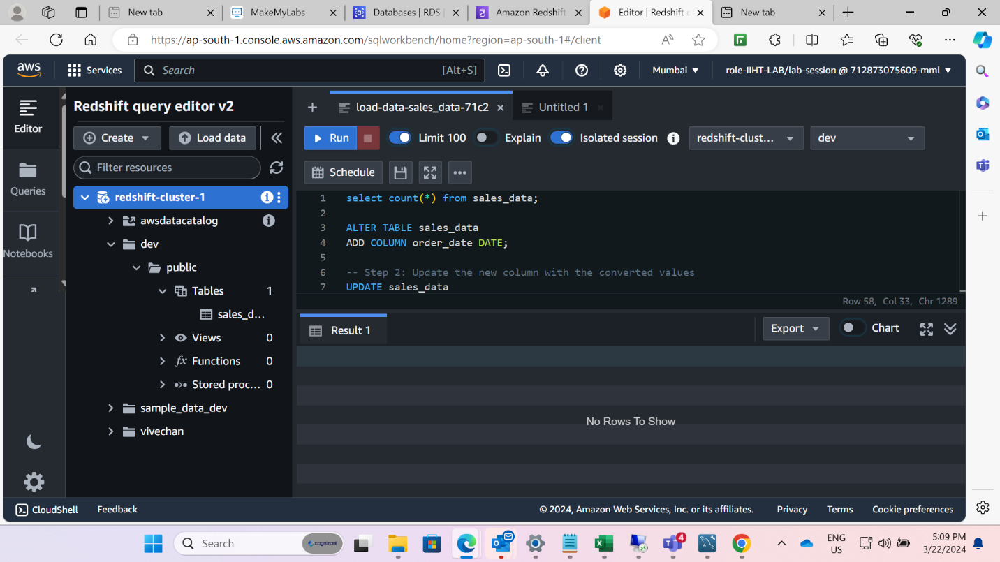 New tab
MakeMyLabs
Databases | RDS
Amazon Redshift
Editor | Redshift
New tab
https://ap-south-1.console.aws.amazon.com/sqlworkbench/home?region=ap-south-1#/client
aws
Services
Search
[Alt+S]
Mumbai
role-IIHT-LAB/lab-session @ 712873075609-mml
Editor
Queries
Notebooks
Redshift query editor v2
Create
Load data
Filter resources
redshift-cluster-1
awsdatacatalog
dev
public
Tables 1
sales_d...
Views 0
fx Functions 0
Stored proc... 0
sample_data_dev
vivechan
load-data-sales_data-71c2
Untitled 1
Run
Limit 100
Explain
Isolated session
redshift-clust...
dev
Schedule
1 select count(*) from sales_data;
2
3 ALTER TABLE sales_data
4 ADD COLUMN order_date DATE;
5
6 -- Step 2: Update the new column with the converted values
7 UPDATE sales_data
Row 58, Col 33, Chr 1289
Result 1
Export
Chart
No Rows To Show
CloudShell
Feedback
© 2024, Amazon Web Services, Inc. or its affiliates.
Privacy
Terms
Cookie preferences
Search
cognizant
4
ENG
US
5:09 PM
3/22/2024